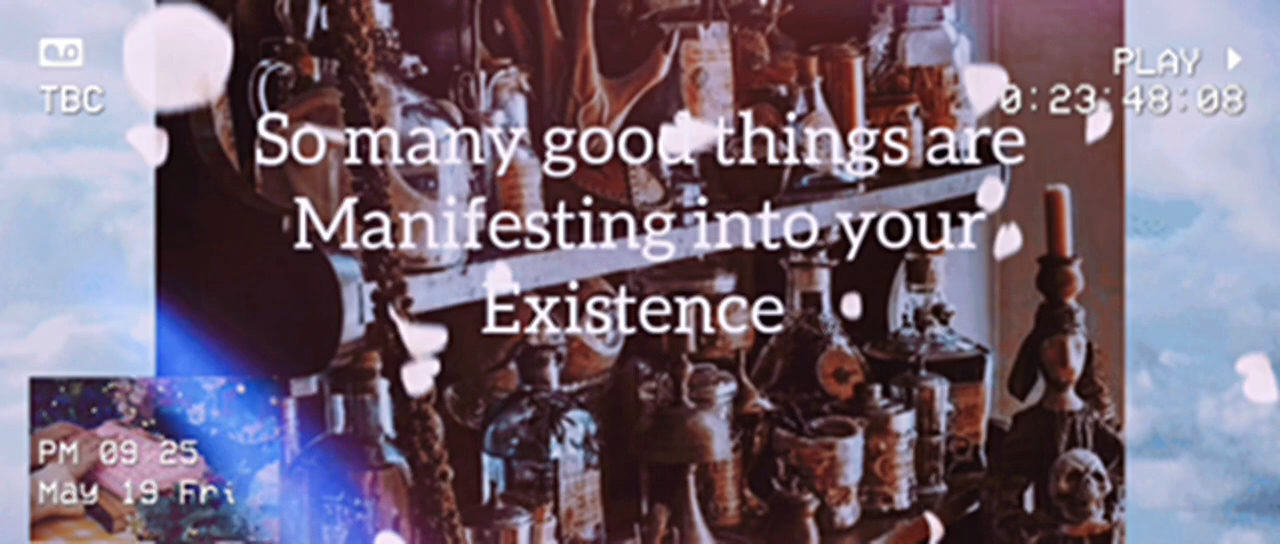 TBC
PLAY
0:23:48:08
So many good things are
Manifesting into your
Existence
PM 09 25
May 19 Fri